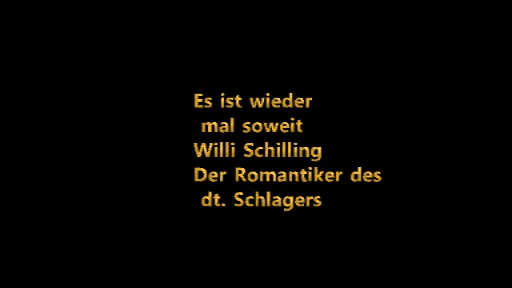 Es ist wieder
mal soweit
Willi Schilling
Der Romantiker des
dt. Schlagers